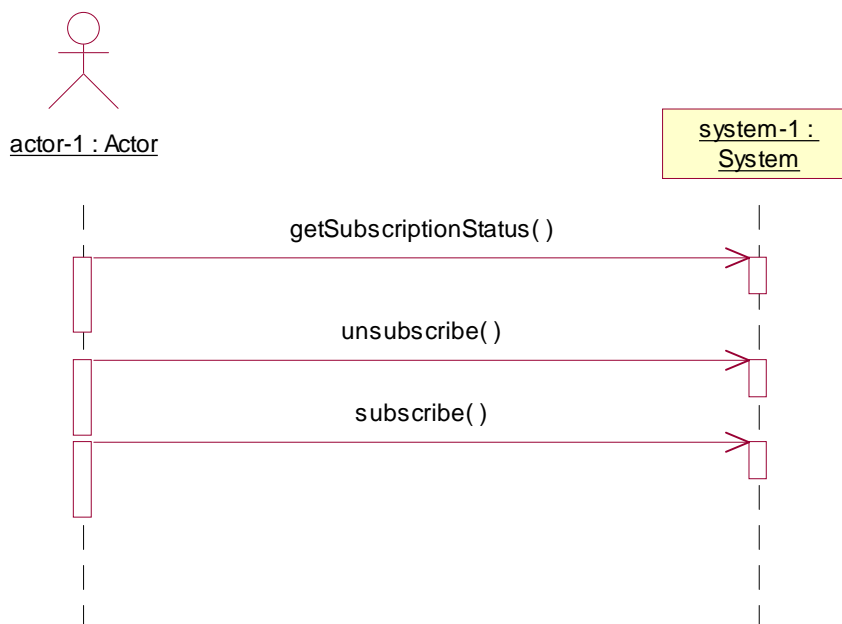 actor-1 : Actor
system-1 :
System
getSubscriptionStatus( )
unsubscribe( )
subscribe( )